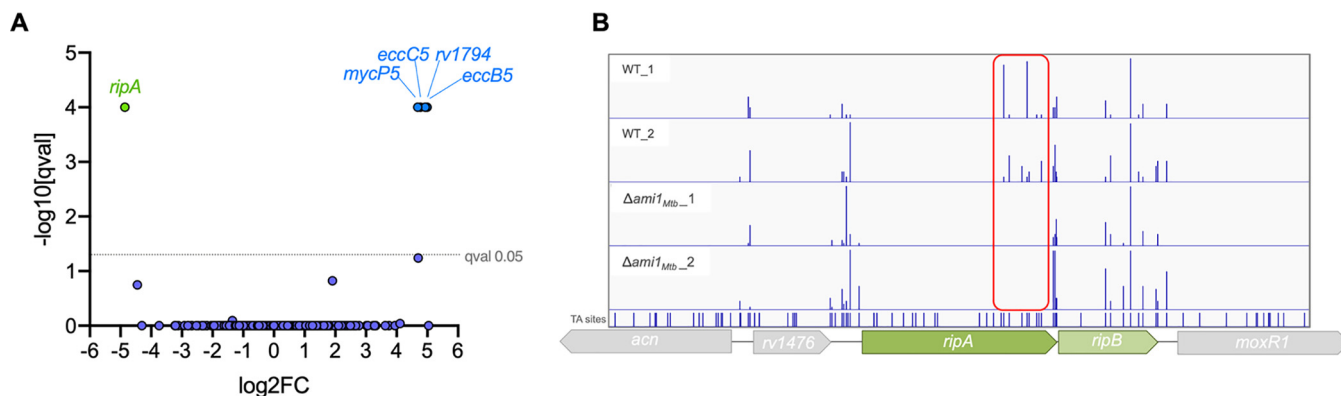 A
B
eccC5 rv1794
mycP5 eccB5
ripA
5
4
3
2
1
0
-log10[qval]
qval 0.05
-6 -5 -4 -3 -2 -1 0 1 2 3 4 5 6
log2FC
WT_1
WT_2
Δami1Mtb_1
Δami1Mtb_2
TA sites
acn rv1476 ripA ripB moxR1